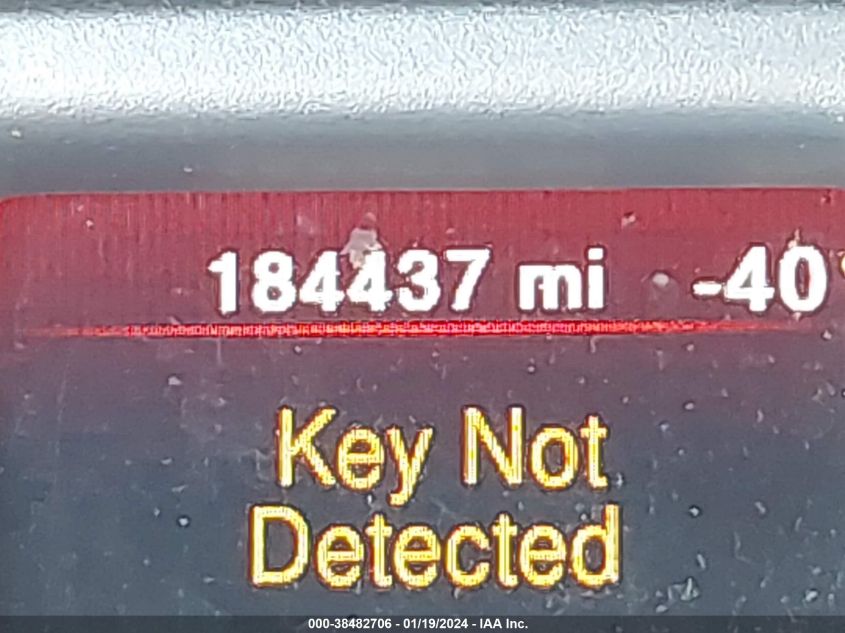 184437 mi -40°
Key Not
Detected
000-38482706 - 01/19/2024 - IAA Inc.